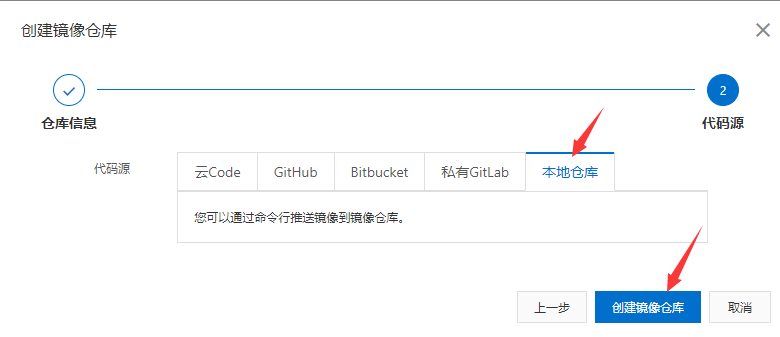 创建镜像仓库
2
仓库信息 代码源
代码源 云Code GitHub Bitbucket 私有GitLab 本地仓库
您可以通过命令行推送镜像到镜像仓库。
上一步 创建镜像仓库 取消